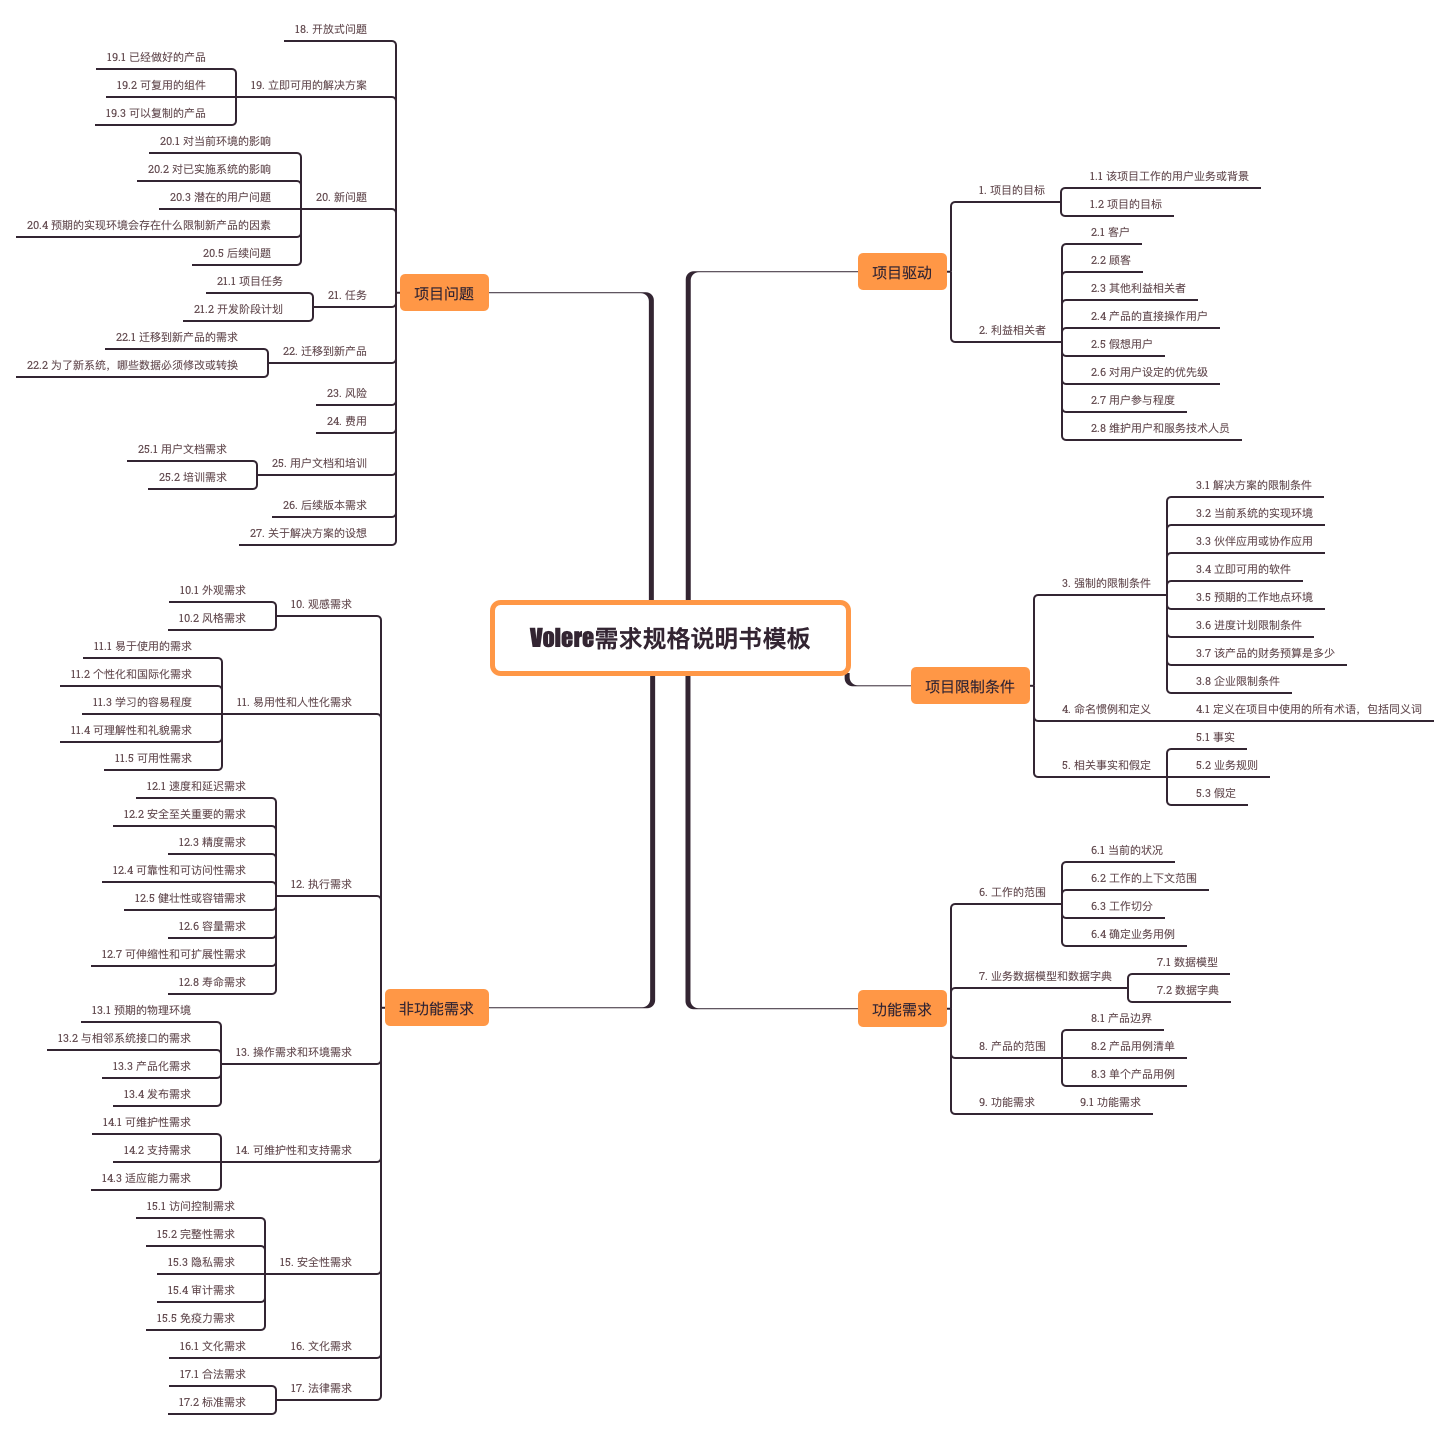 Volere需求规格说明书模板
项目驱动
1. 项目的目标
1.1 该项目工作的用户业务或背景
1.2 项目的目标
2. 利益相关者
2.1 客户
2.2 顾客
2.3 其他利益相关者
2.4 产品的直接操作用户
2.5 假想用户
2.6 对用户设定的优先级
2.7 用户参与程度
2.8 维护用户和服务技术人员
项目限制条件
3. 强制的限制条件
3.1 解决方案的限制条件
3.2 当前系统的实现环境
3.3 伙伴应用或协作应用
3.4 立即可用的软件
3.5 预期的工作地点环境
3.6 进度计划限制条件
3.7 该产品的财务预算是多少
3.8 企业限制条件
4. 命名惯例和定义
4.1 定义在项目中使用的所有术语，包括同义词
5. 相关事实和假定
5.1 事实
5.2 业务规则
5.3 假定
功能需求
6. 工作的范围
6.1 当前的状况
6.2 工作的上下文范围
6.3 工作切分
6.4 确定业务用例
7. 业务数据模型和数据字典
7.1 数据模型
7.2 数据字典
8. 产品的范围
8.1 产品边界
8.2 产品用例清单
8.3 单个产品用例
9. 功能需求
9.1 功能需求
非功能需求
10. 观感需求
10.1 外观需求
10.2 风格需求
11. 易用性和人性化需求
11.1 易于使用的需求
11.2 个性化和国际化需求
11.3 学习的容易程度
11.4 可理解性和礼貌需求
11.5 可用性需求
12. 执行需求
12.1 速度和延迟需求
12.2 安全至关重要的需求
12.3 精度需求
12.4 可靠性和可访问性需求
12.5 健壮性或容错需求
12.6 容量需求
12.7 可伸缩性和可扩展性需求
12.8 寿命需求
13. 操作需求和环境需求
13.1 预期的物理环境
13.2 与相邻系统接口的需求
13.3 产品化需求
13.4 发布需求
14. 可维护性和支持需求
14.1 可维护性需求
14.2 支持需求
14.3 适应能力需求
15. 安全性需求
15.1 访问控制需求
15.2 完整性需求
15.3 隐私需求
15.4 审计需求
15.5 免疫力需求
16. 文化需求
16.1 文化需求
17. 法律需求
17.1 合法需求
17.2 标准需求
项目问题
18. 开放式问题
19. 立即可用的解决方案
19.1 已经做好的产品
19.2 可复用的组件
19.3 可以复制的产品
20. 新问题
20.1 对当前环境的影响
20.2 对已实施系统的影响
20.3 潜在的用户问题
20.4 预期的实现环境会存在什么限制新产品的因素
20.5 后续问题
21. 任务
21.1 项目任务
21.2 开发阶段计划
22. 迁移到新产品
22.1 迁移到新产品的需求
22.2 为了新系统，哪些数据必须修改或转换
23. 风险
24. 费用
25. 用户文档和培训
25.1 用户文档需求
25.2 培训需求
26. 后续版本需求
27. 关于解决方案的设想